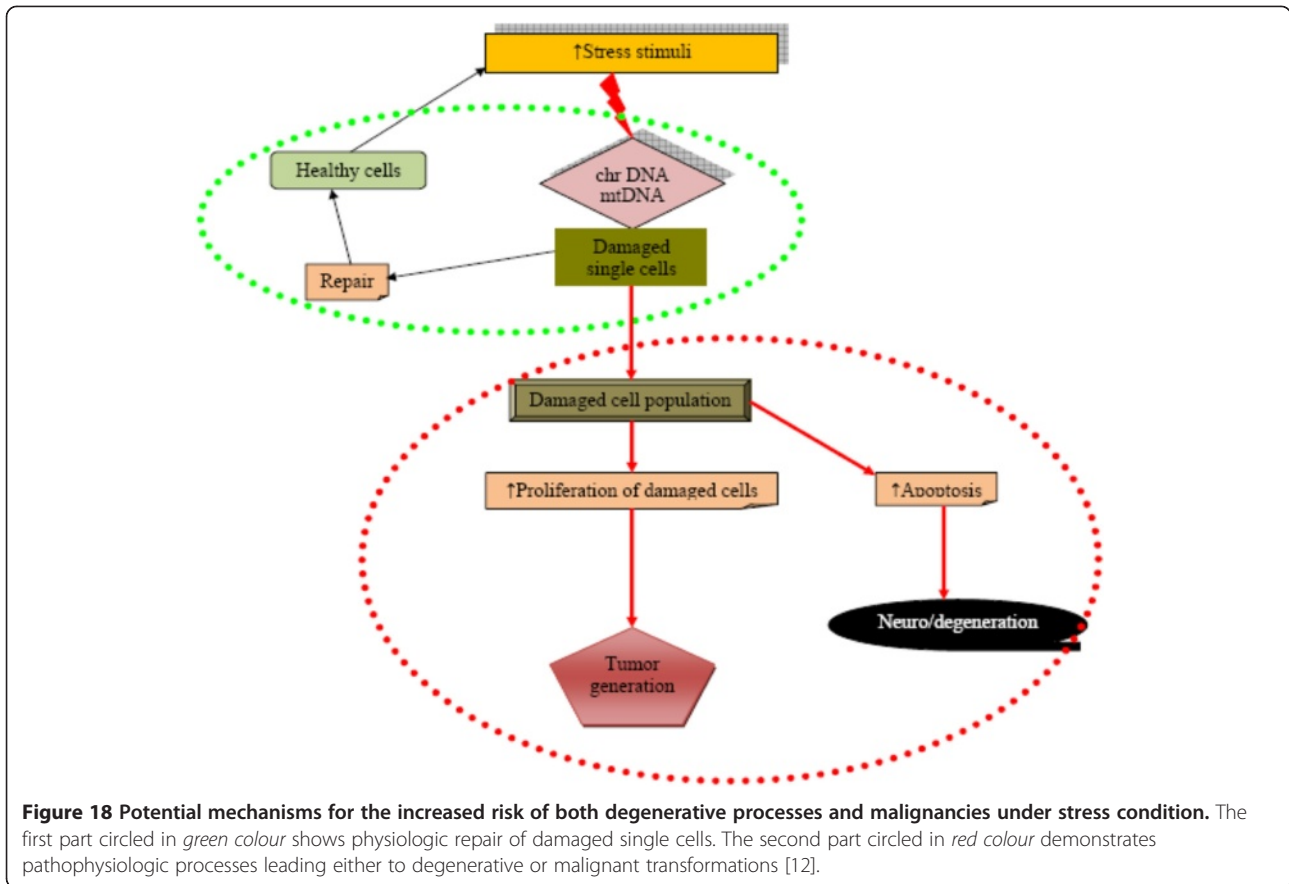 ↑Stress stimuli
Healthy cells
chr DNA
mtDNA
Damaged
single cells
Repair
Damaged cell population
↑Proliferation of damaged cells
↑Apoptosis
Neuro/degeneration
Tumor
generation
Figure 18 Potential mechanisms for the increased risk of both degenerative processes and malignancies under stress condition. The
first part circled in green colour shows physiologic repair of damaged single cells. The second part circled in red colour demonstrates
pathophysiologic processes leading either to degenerative or malignant transformations [12].